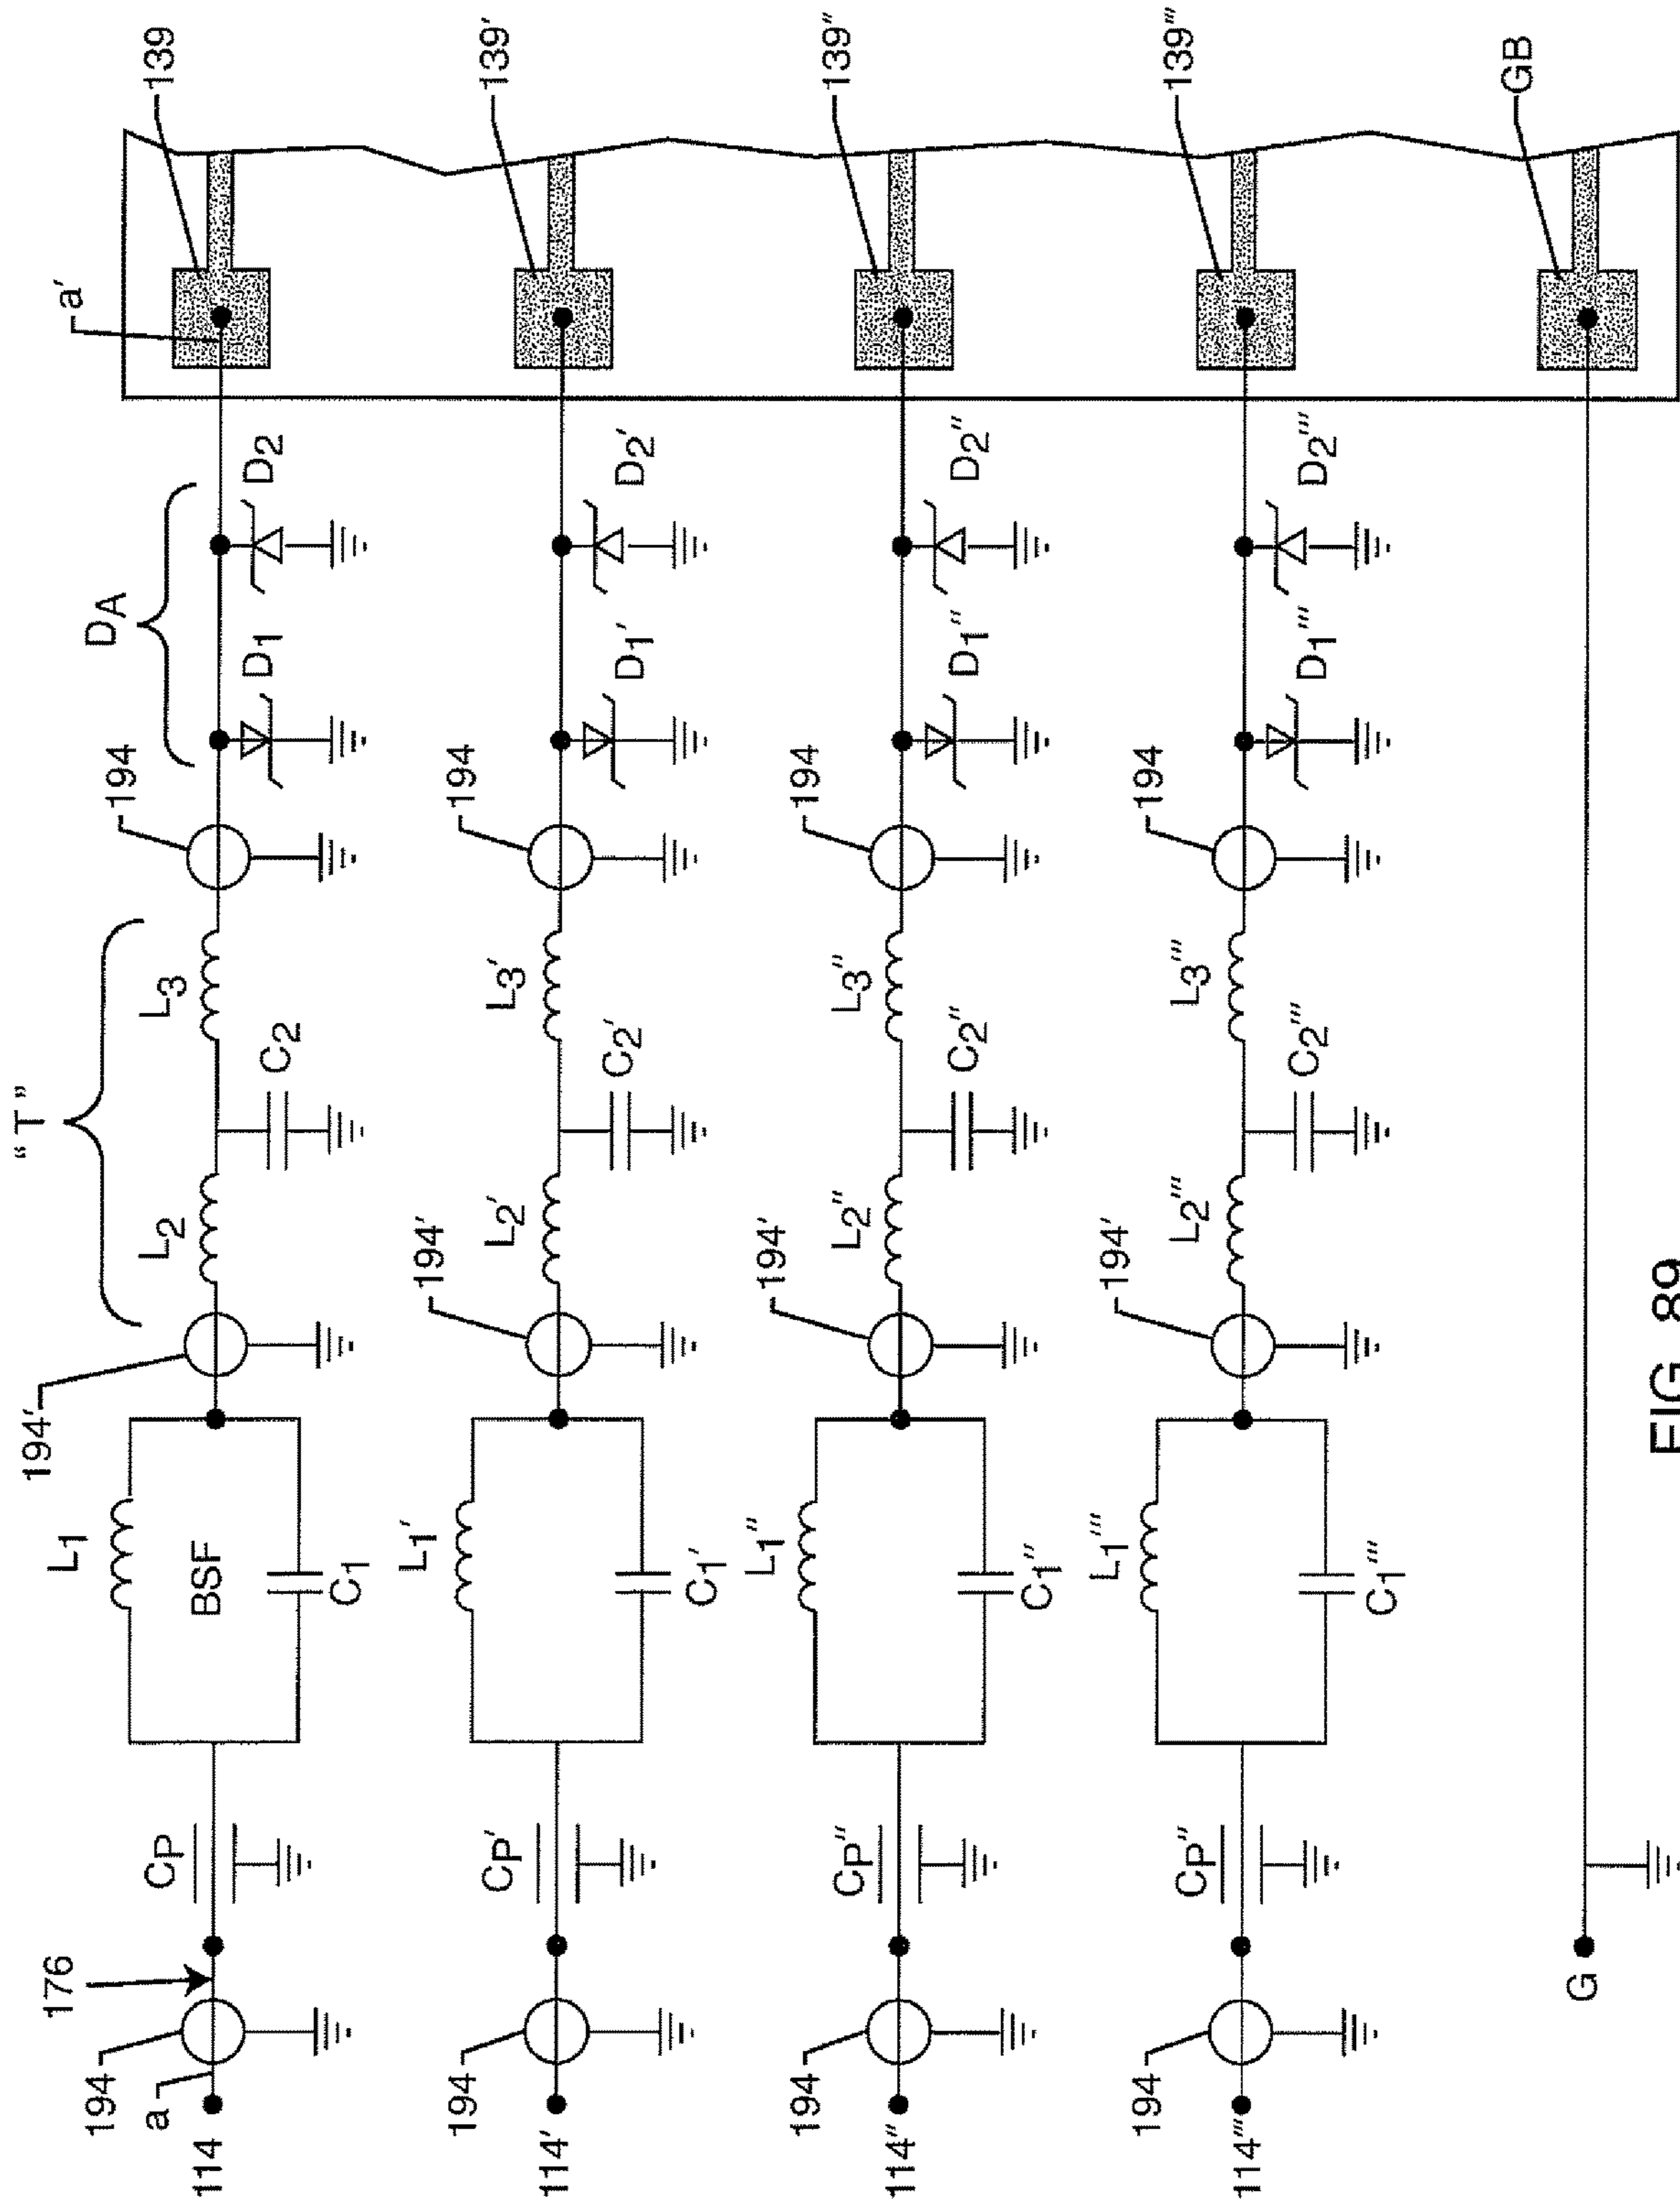 "T"
194' L1 L2 L3 194 DA a' 139
176 CP BSF C1 C2 D1 D2
194
a
114
194' L1' L2' L3' 194 139'
CP' C1' C2' D1' D2'
194
114'
194' L1'' L2'' L3'' 194 139''
CP'' C1'' C2'' D1'' D2''
194
114''
194' L1''' L2''' L3''' 194 139'''
CP'' C1''' C2''' D1''' D2'''
194
114'''
G GB
FIG. 89